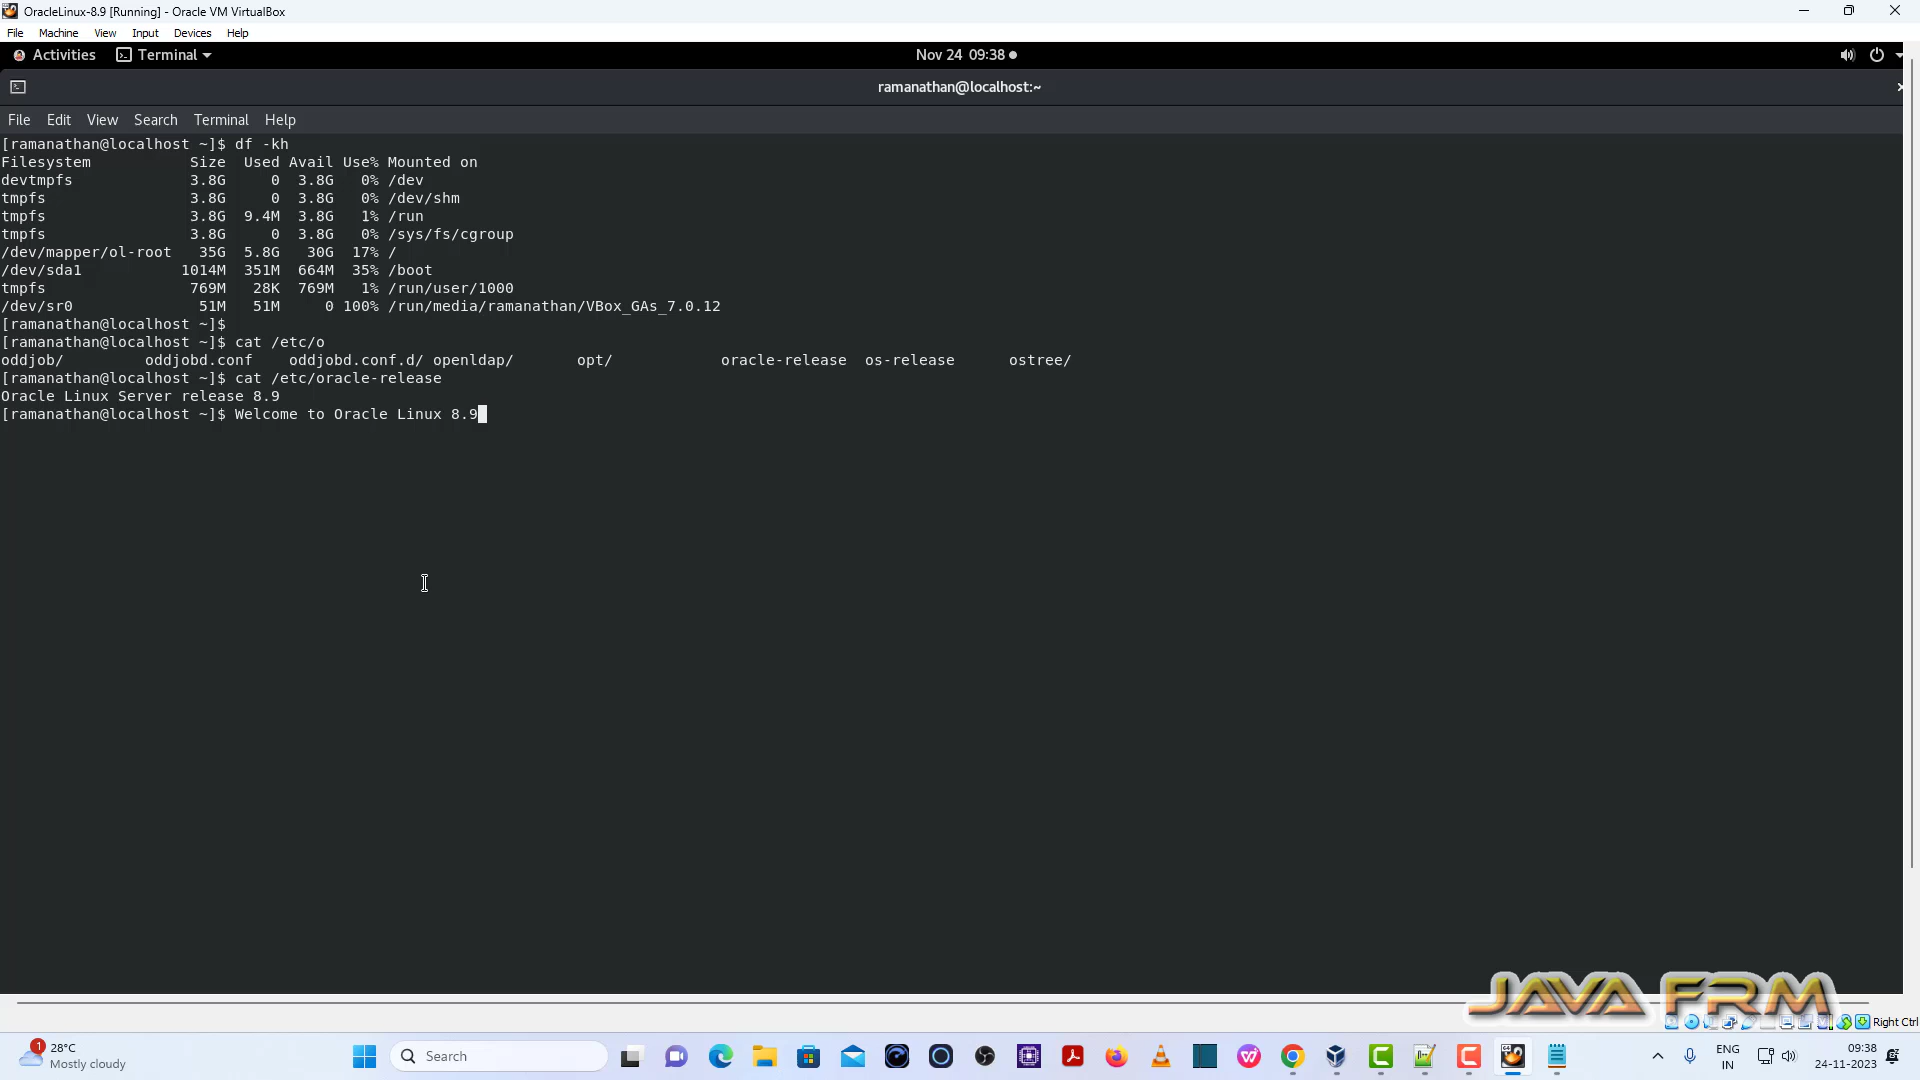 OracleLinux-8.9 [Running] - Oracle VM VirtualBox
File Machine View Input Devices Help
Activities Terminal Nov 24 09:38
ramanathan@localhost:~
File Edit View Search Terminal Help
[ramanathan@localhost ~]$ df -kh
Filesystem Size Used Avail Use% Mounted on
devtmpfs 3.8G 0 3.8G 0% /dev
tmpfs 3.8G 0 3.8G 0% /dev/shm
tmpfs 3.8G 9.4M 3.8G 1% /run
tmpfs 3.8G 0 3.8G 0% /sys/fs/cgroup
/dev/mapper/ol-root 35G 5.8G 30G 17% /
/dev/sda1 1014M 351M 664M 35% /boot
tmpfs 769M 28K 769M 1% /run/user/1000
/dev/sr0 51M 51M 0 100% /run/media/ramanathan/VBox_GAs_7.0.12
[ramanathan@localhost ~]$
[ramanathan@localhost ~]$ cat /etc/o
oddjob/ oddjobd.conf oddjobd.conf.d/ openldap/ opt/ oracle-release os-release ostree/
[ramanathan@localhost ~]$ cat /etc/oracle-release
Oracle Linux Server release 8.9
[ramanathan@localhost ~]$ Welcome to Oracle Linux 8.9
JAVA FRM
Right Ctrl
1
28°C
Mostly cloudy
Search
ENG
IN
09:38
24-11-2023